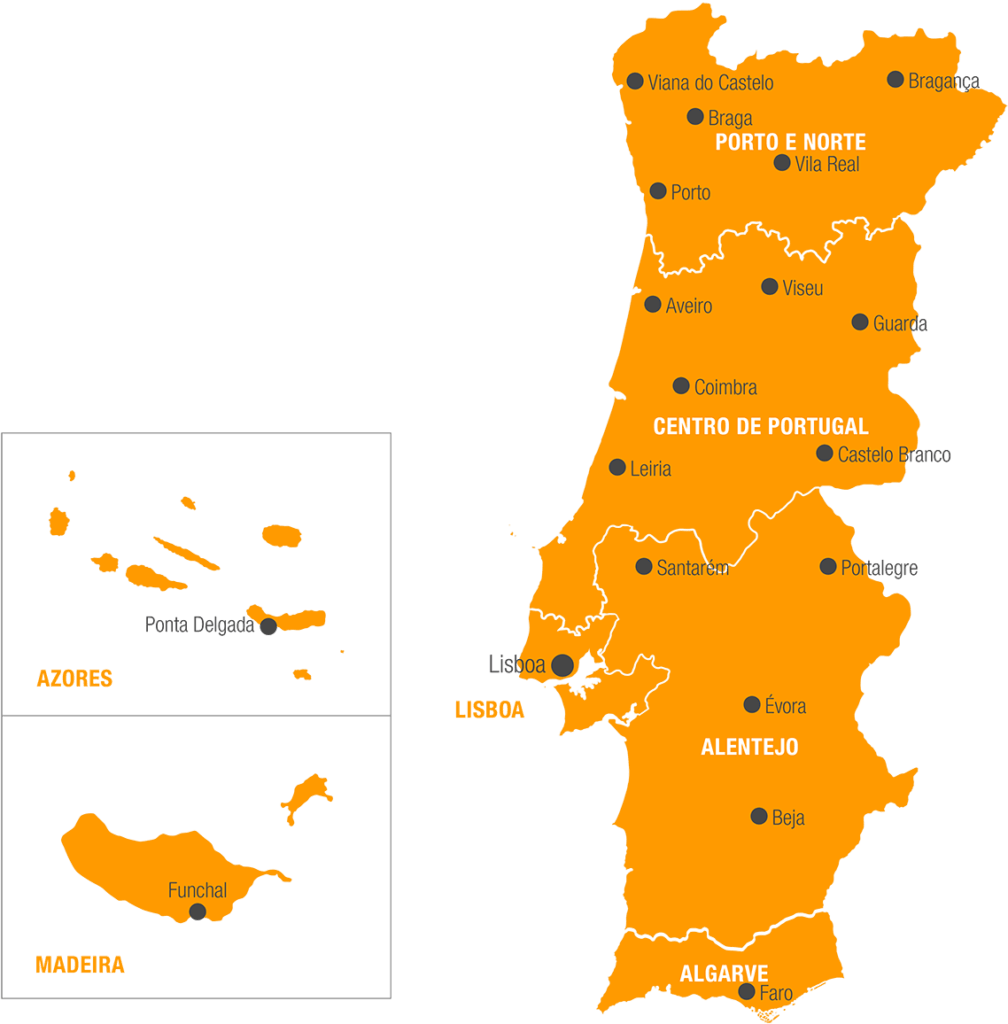 Viana do Castelo
Bragança
Braga
PORTO E NORTE
Vila Real
Porto
Viseu
Aveiro
Guarda
Coimbra
CENTRO DE PORTUGAL
Castelo Branco
Leiria
Santarém
Portalegre
Ponta Delgada
Lisboa
AZORES
LISBOA
Évora
ALENTEJO
Beja
Funchal
MADEIRA
ALGARVE
Faro